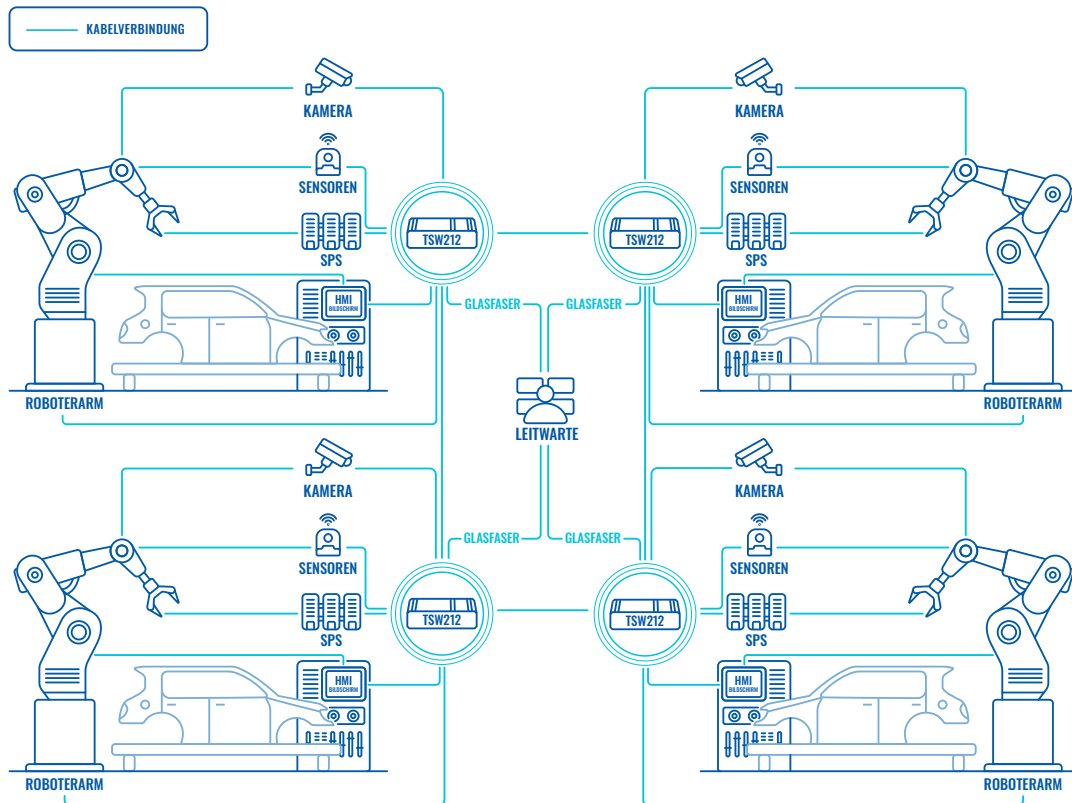 KABELVERBINDUNG
KAMERA
KAMERA
SENSOREN
SENSOREN
TSW212
TSW212
SPS
SPS
HMI
BILDSCHIRM
GLASFASER
GLASFASER
HMI
BILDSCHIRM
ROBOTERARM
LEITWARTE
ROBOTERARM
KAMERA
KAMERA
GLASFASER
GLASFASER
SENSOREN
SENSOREN
TSW212
TSW212
SPS
SPS
HMI
BILDSCHIRM
HMI
BILDSCHIRM
ROBOTERARM
ROBOTERARM